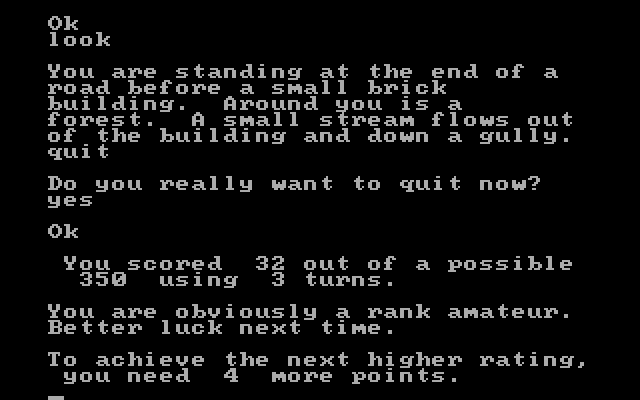 Ok
look
You are standing at the end of a
road before a small brick
building.  Around you is a
forest.  A small stream flows out
of the building and down a gully.
quit
Do you really want to quit now?
yes
Ok
You scored  32 out of a possible
350  using  3 turns.
You are obviously a rank amateur.
Better luck next time.
To achieve the next higher rating,
you need  4  more points.